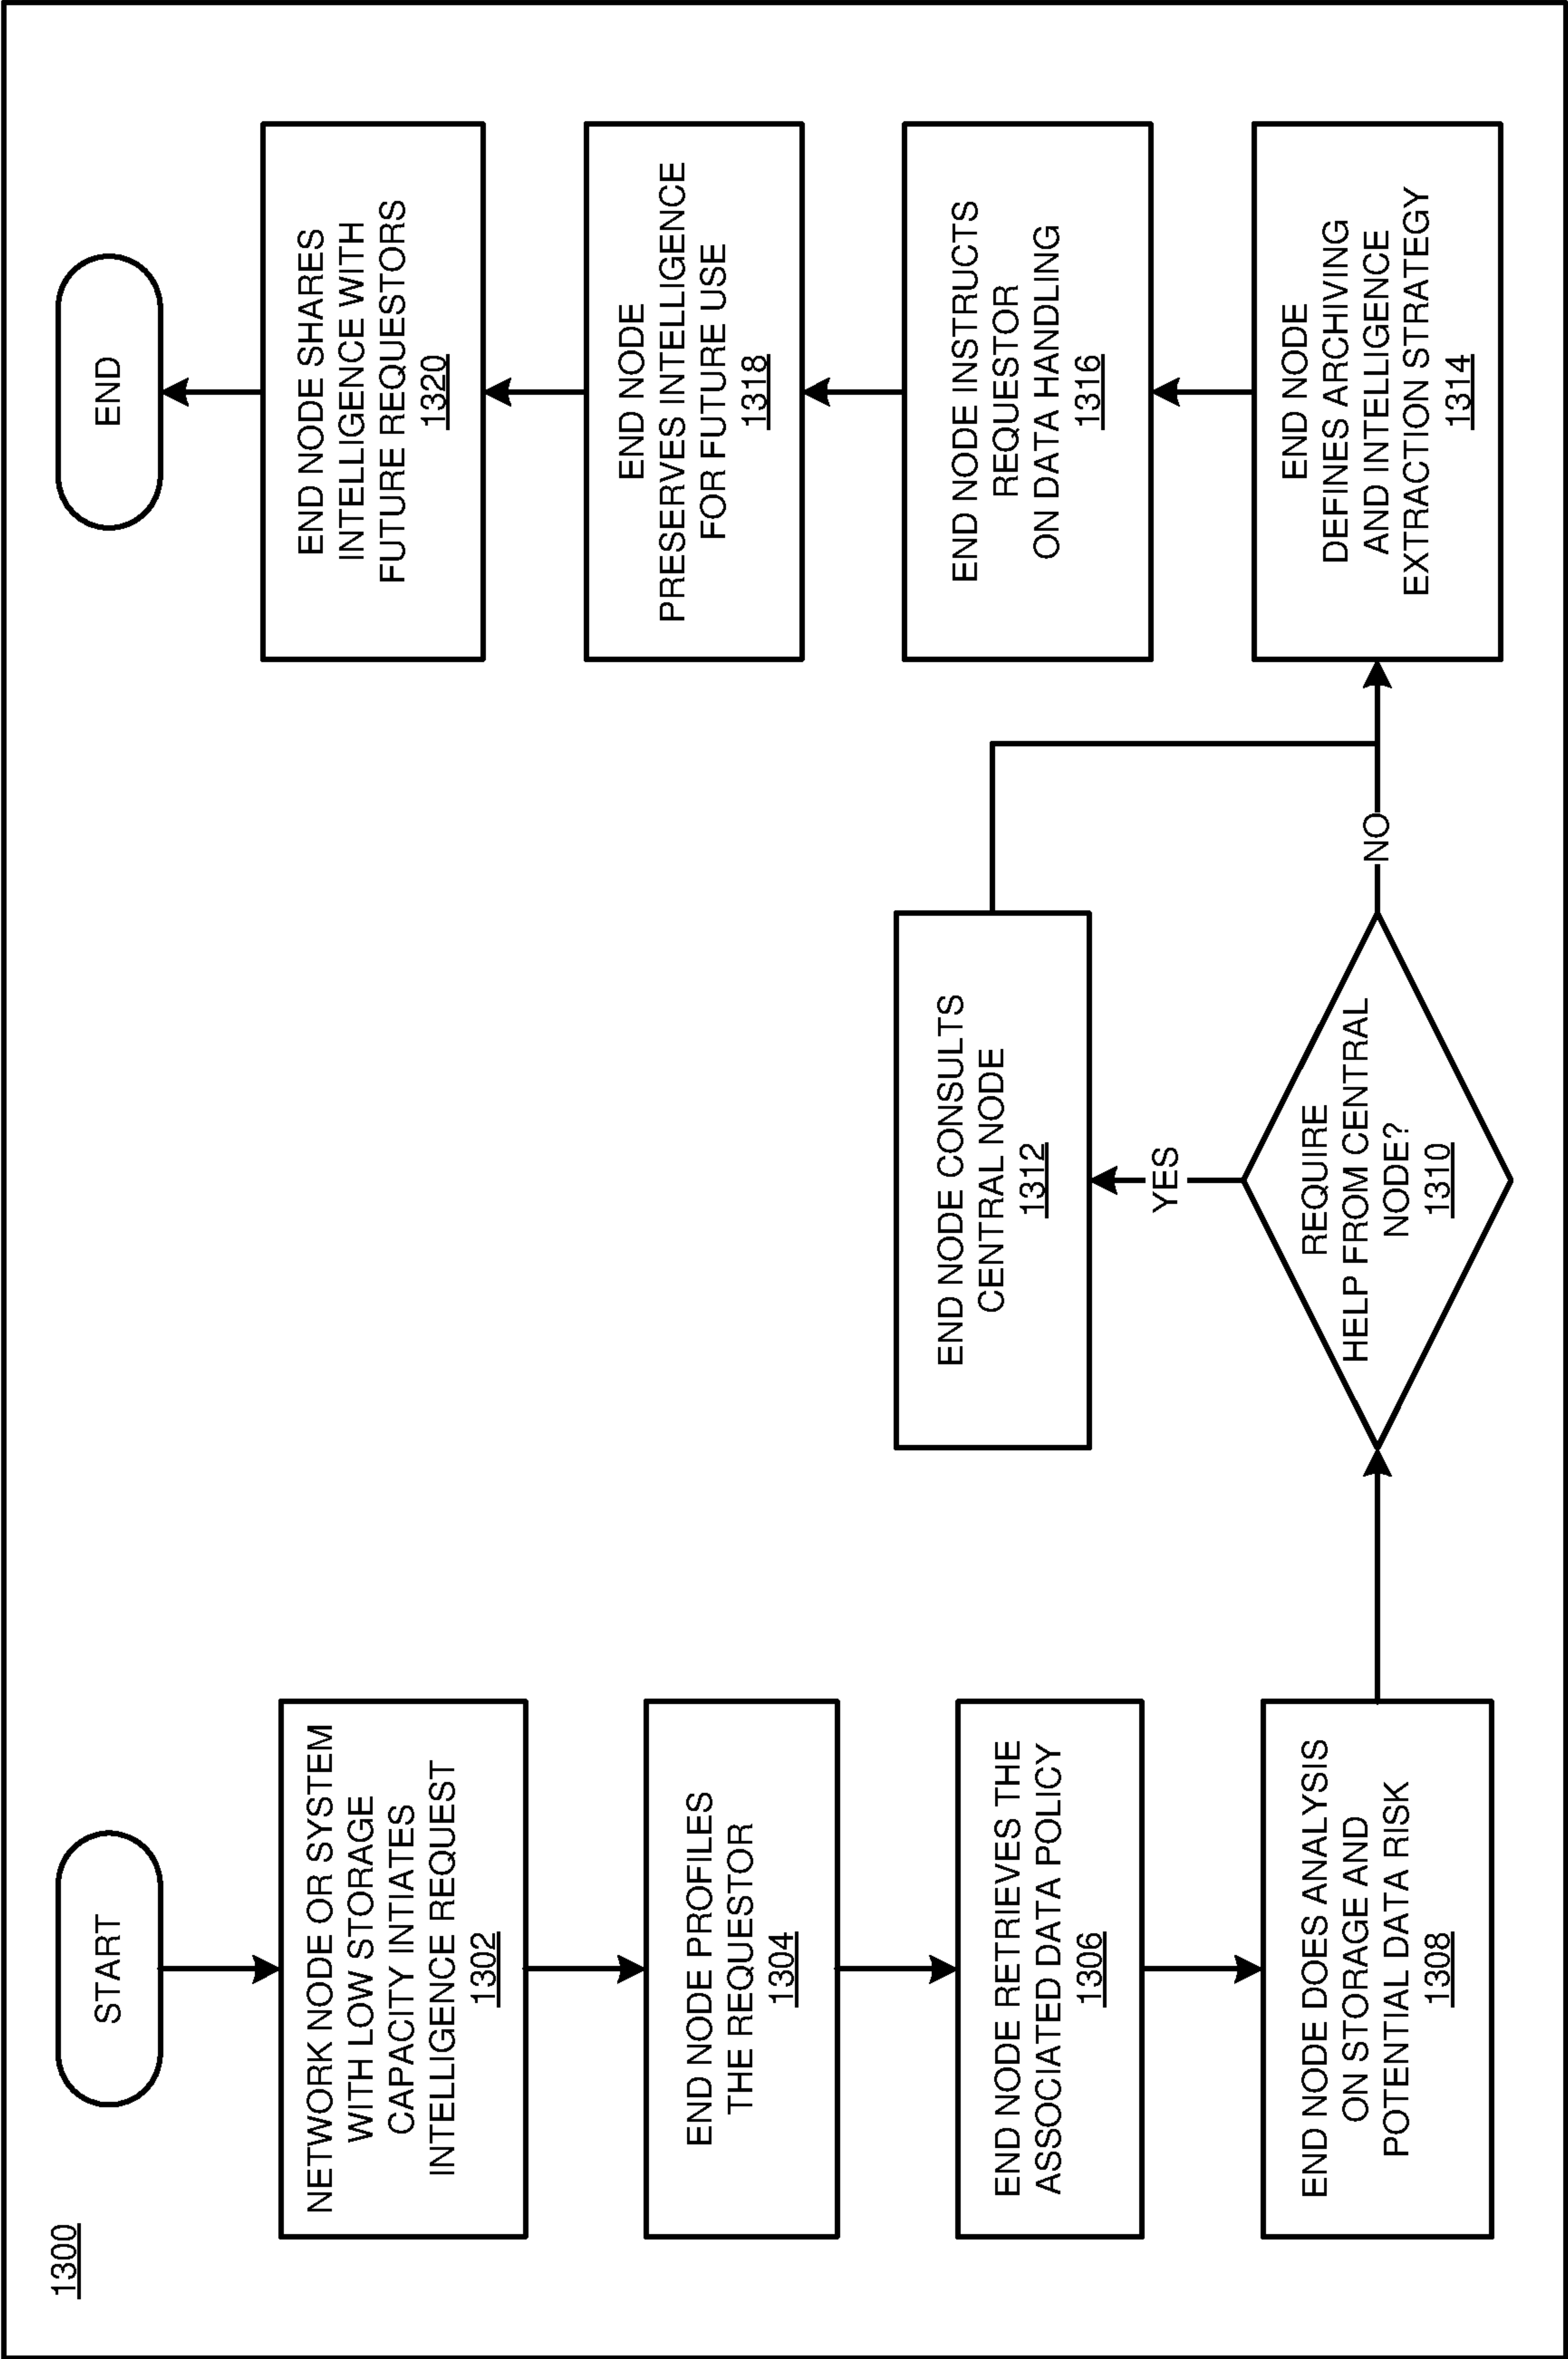 1300
START
NETWORK NODE OR SYSTEM
WITH LOW STORAGE
CAPACITY INTIATES
INTELLIGENCE REQUEST
1302
END NODE PROFILES
THE REQUESTOR
1304
END NODE RETRIEVES THE
ASSOCIATED DATA POLICY
1306
END NODE DOES ANALYSIS
ON STORAGE AND
POTENTIAL DATA RISK
1308
REQUIRE
HELP FROM CENTRAL
NODE?
1310
YES
END NODE CONSULTS
CENTRAL NODE
1312
NO
END NODE
DEFINES ARCHIVING
AND INTELLIGENCE
EXTRACTION STRATEGY
1314
END NODE INSTRUCTS
REQUESTOR
ON DATA HANDLING
1316
END NODE
PRESERVES INTELLIGENCE
FOR FUTURE USE
1318
END NODE SHARES
INTELLIGENCE WITH
FUTURE REQUESTORS
1320
END